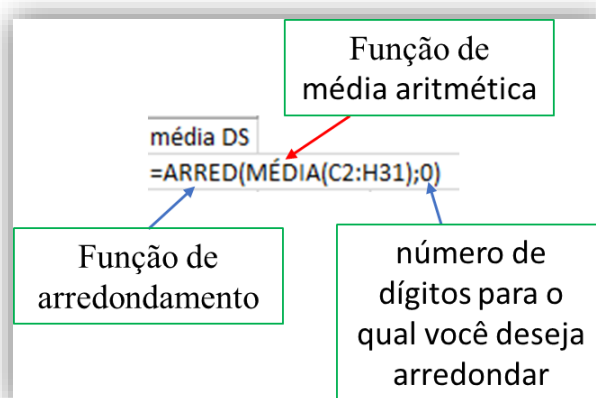 Função de
média aritmética
média DS
=ARRED(MÉDIA(C2:H31);0)
Função de
arredondamento
número de
dígitos para o
qual você deseja
arredondar